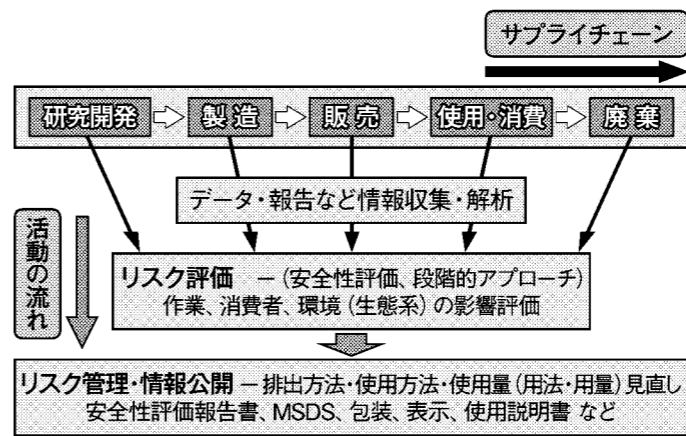 サプライチェーン
研究開発 製造 販売 使用・消費 廃棄
データ・報告など情報収集・解析
活動の流れ
リスク評価 －(安全性評価、段階的アプローチ)
作業、消費者、環境(生態系)の影響評価
リスク管理・情報公開－排出方法・使用方法・使用量(用法・用量)見直し
安全性評価報告書、MSDS、包装、表示、使用説明書 など